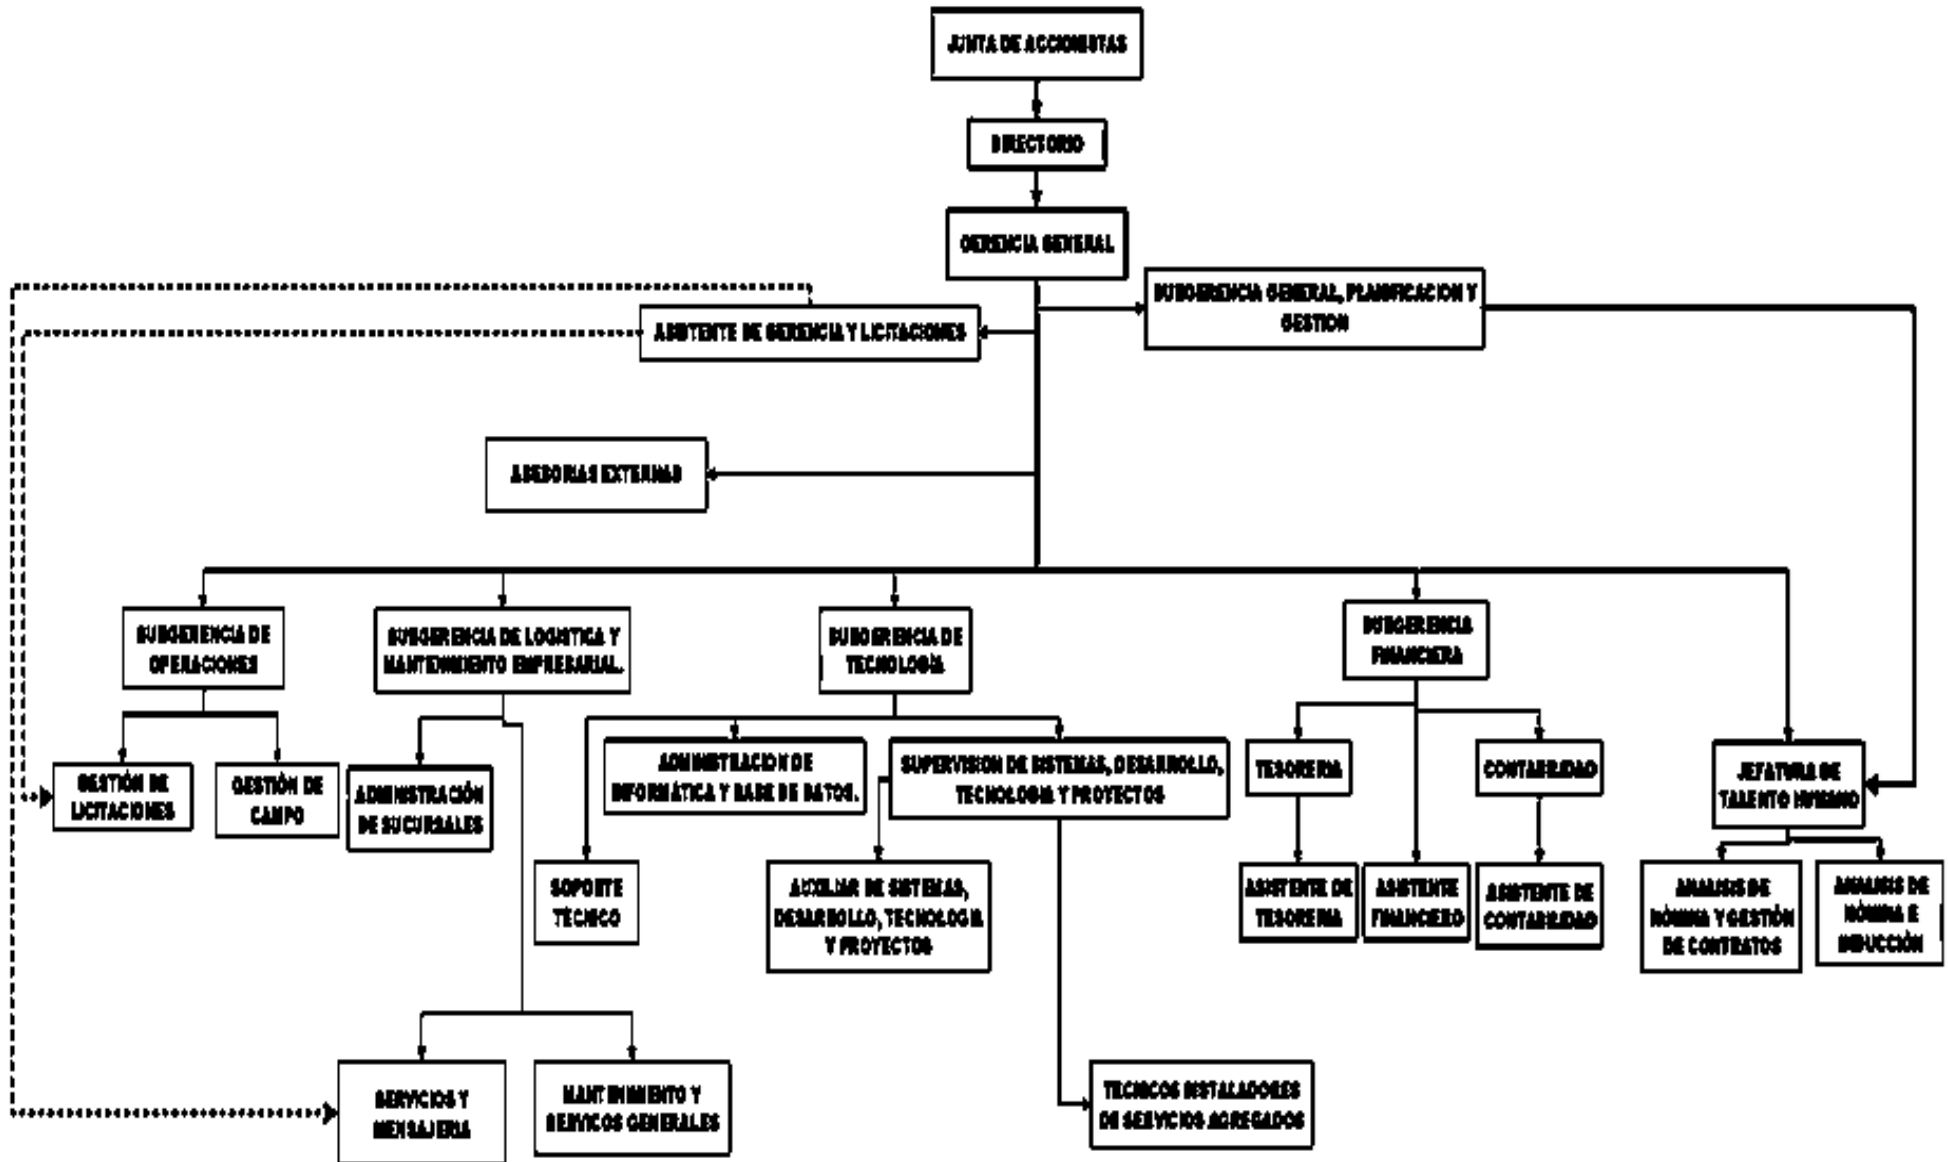 JUNTA DE ACCIONISTAS
DIRECTORIO
GERENCIA GENERAL
SUBGERENCIA GENERAL, PLANIFICACION Y
GESTION
ASISTENTE DE GERENCIA Y LICITACIONES
ASESORIAS EXTERNAS
SUBGERENCIA DE
OPERACIONES
SUBGERENCIA DE LOGISTICA Y
MANTENIMIENTO EMPRESARIAL.
SUBGERENCIA DE
TECNOLOGÍA
SUBGERENCIA
FINANCIERA
GESTIÓN DE
LICITACIONES
GESTIÓN DE
CAMPO
ADMINISTRACIÓN
DE SUCURSALES
ADMINISTRACION DE
INFORMÁTICA Y BASE DE DATOS.
SUPERVISION DE SISTEMAS, DESARROLLO,
TECNOLOGIA Y PROYECTOS
TESORERIA
CONTABILIDAD
JEFATURA DE
TALENTO HUMANO
SOPORTE
TÉCNICO
AUXILIAR DE SISTEMAS,
DESARROLLO, TECNOLOGIA
Y PROYECTOS
ASISTENTE DE
TESORERIA
ASISTENTE
FINANCIERO
ASISTENTE DE
CONTABILIDAD
ANALISIS DE
NÓMINA Y GESTIÓN
DE CONTRATOS
ANALISIS DE
NÓMINA E
INDUCCIÓN
SERVICIOS Y
MENSAJERIA
MANTENIMIENTO Y
SERVICOS GENERALES
TECNICOS INSTALADORES
DE SERVICIOS AGREGADOS